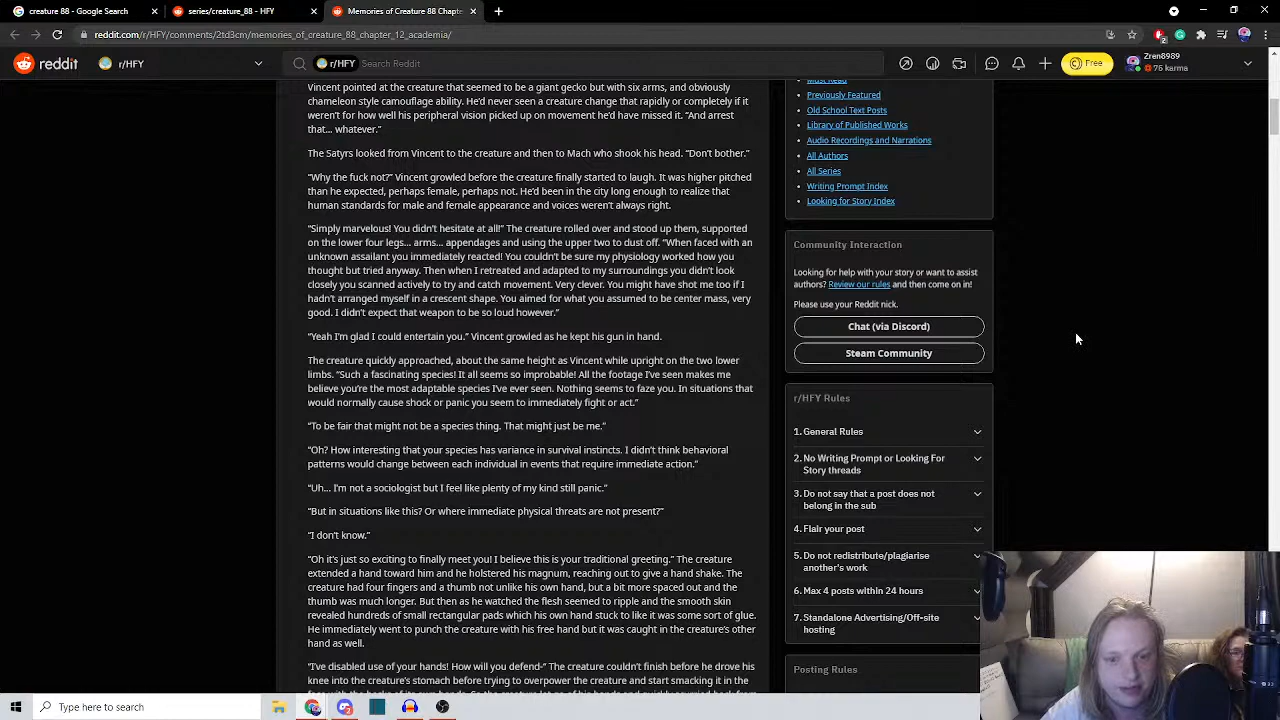 creature 88 - Google Search
series/creature_88 - HFY
Memories of Creature 88 Chapte
reddit.com/r/HFY/comments/2td3cm/memories_of_creature_88_chapter_12_academia/
2
reddit
r/HFY
r/HFY
Search Reddit
Free
Zren8989
75 karma
Vincent pointed at the creature that seemed to be a giant gecko but with six arms, and obviously
chameleon style camouflage ability. He'd never seen a creature change that rapidly or completely if it
weren't for how well his peripheral vision picked up on movement he'd have missed it. "And arrest
that... whatever."
The Satyrs looked from Vincent to the creature and then to Mach who shook his head. "Don't bother."
"Why the fuck not?" Vincent growled before the creature finally started to laugh. It was higher pitched
than he expected, perhaps female, perhaps not. He'd been in the city long enough to realize that
human standards for male and female appearance and voices weren't always right.
"Simply marvelous! You didn't hesitate at all!" The creature rolled over and stood up them, supported
on the lower four legs... arms... appendages and using the upper two to dust off. "When faced with an
unknown assailant you immediately reacted! You couldn't be sure my physiology worked how you
thought but tried anyway. Then when I retreated and adapted to my surroundings you didn't look
closely you scanned actively to try and catch movement. Very clever. You might have shot me too if I
hadn't arranged myself in a crescent shape. You aimed for what you assumed to be center mass, very
good. I didn't expect that weapon to be so loud however."
"Yeah I'm glad I could entertain you." Vincent growled as he kept his gun in hand.
The creature quickly approached, about the same height as Vincent while upright on the two lower
limbs. "Such a fascinating species! It all seems so improbable! All the footage I've seen makes me
believe you're the most adaptable species I've ever seen. Nothing seems to faze you. In situations that
would normally cause shock or panic you seem to immediately fight or act."
"To be fair that might not be a species thing. That might just be me."
"Oh? How interesting that your species has variance in survival instincts. I didn't think behavioral
patterns would change between each individual in events that require immediate action."
"Uh... I'm not a sociologist but I feel like plenty of my kind still panic."
"But in situations like this? Or where immediate physical threats are not present?"
"I don't know."
"Oh it's just so exciting to finally meet you! I believe this is your traditional greeting." The creature
extended a hand toward him and he holstered his magnum, reaching out to give a hand shake. The
creature had four fingers and a thumb not unlike his own hand, but a bit more spaced out and the
thumb was much longer. But then as he watched the flesh seemed to ripple and the smooth skin
revealed hundreds of small rectangular pads which his own hand stuck to like it was some sort of glue.
He immediately went to punch the creature with his free hand but it was caught in the creature's other
hand as well.
"I've disabled use of your hands! How will you defend-" The creature couldn't finish before he drove his
knee into the creature's stomach before trying to overpower the creature and start smacking it in the
Must Read
Previously Featured
Old School Text Posts
Library of Published Works
Audio Recordings and Narrations
All Authors
All Series
Writing Prompt Index
Looking for Story Index
Community Interaction
Looking for help with your story or want to assist
authors? Review our rules and then come on in!
Please use your Reddit nick.
Chat (via Discord)
Steam Community
r/HFY Rules
1. General Rules
2. No Writing Prompt or Looking For
Story threads
3. Do not say that a post does not
belong in the sub
4. Flair your post
5. Do not redistribute/plagiarise
another's work
6. Max 4 posts within 24 hours
7. Standalone Advertising/Off-site
hosting
Posting Rules
Type here to search